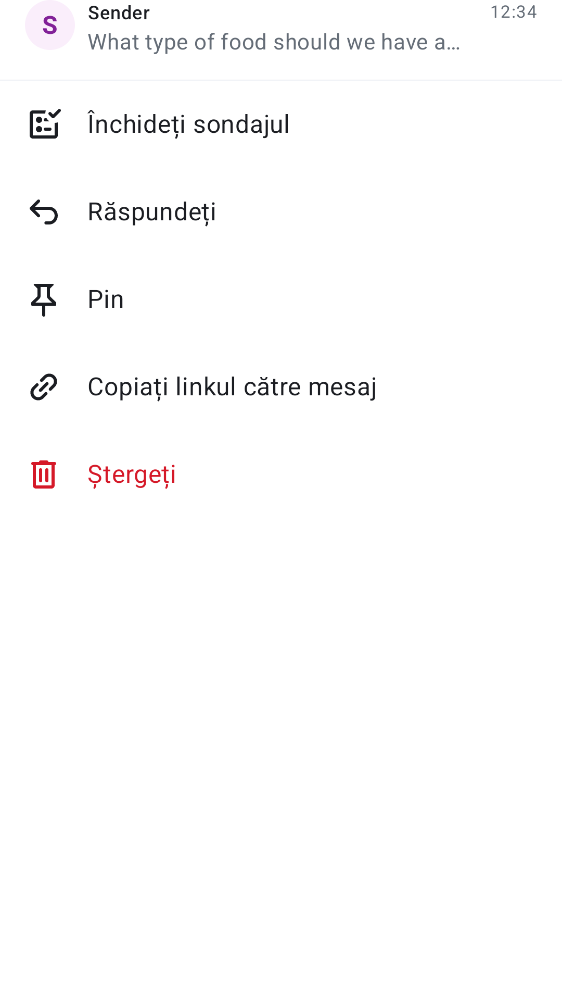 S
Sender
12:34
What type of food should we have a…
Închideți sondajul
Răspundeți
Pin
Copiați linkul către mesaj
Ștergeți